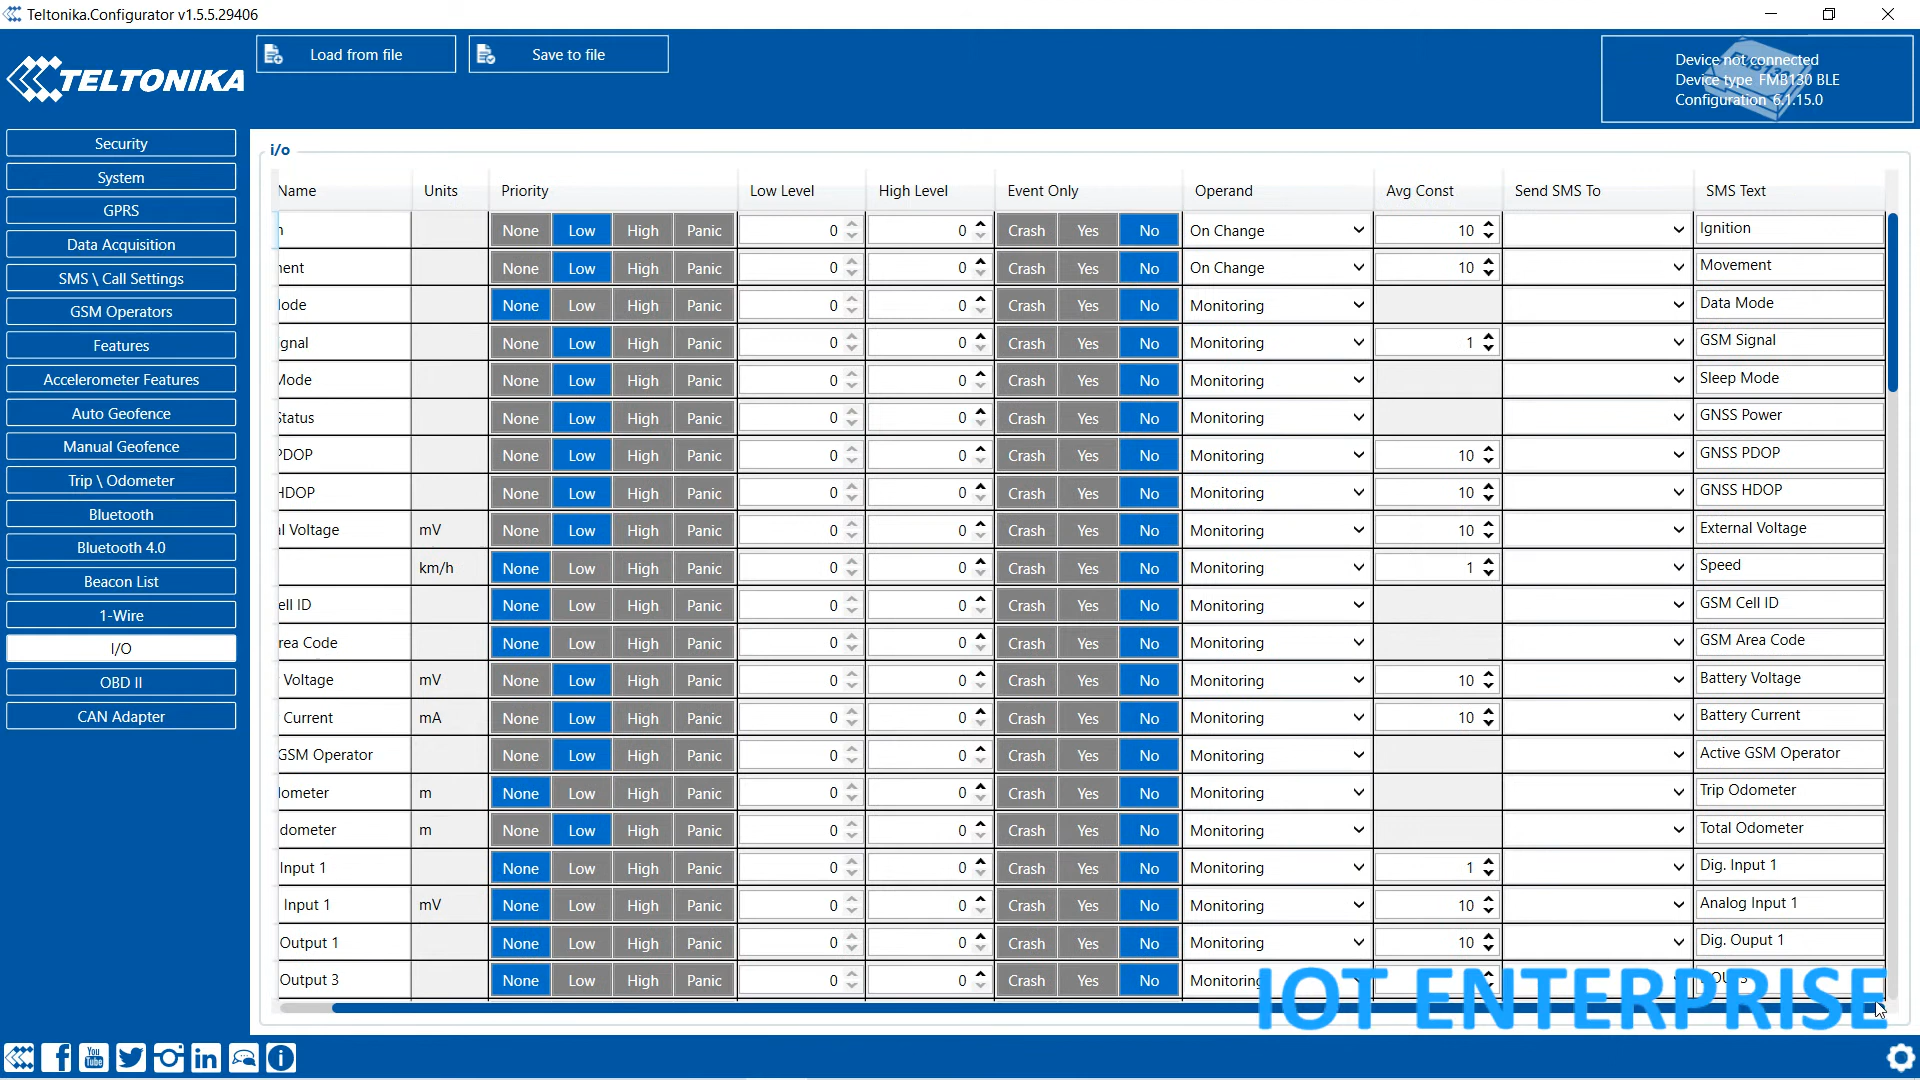 Teltonika.Configurator v1.5.5.29406
TELTONIKA
Load from file
Save to file
Device not connected
Device type FMB130 BLE
Configuration 6.1.15.0
Security
System
GPRS
Data Acquisition
SMS \ Call Settings
GSM Operators
Features
Accelerometer Features
Auto Geofence
Manual Geofence
Trip \ Odometer
Bluetooth
Bluetooth 4.0
Beacon List
1-Wire
I/O
OBD II
CAN Adapter
i/o
Name Units Priority Low Level High Level Event Only Operand Avg Const Send SMS To SMS Text
n None Low High Panic 0 0 Crash Yes No On Change 10 Ignition
nent None Low High Panic 0 0 Crash Yes No On Change 10 Movement
lode None Low High Panic 0 0 Crash Yes No Monitoring Data Mode
gnal None Low High Panic 0 0 Crash Yes No Monitoring 1 GSM Signal
Mode None Low High Panic 0 0 Crash Yes No Monitoring Sleep Mode
Status None Low High Panic 0 0 Crash Yes No Monitoring GNSS Power
PDOP None Low High Panic 0 0 Crash Yes No Monitoring 10 GNSS PDOP
HDOP None Low High Panic 0 0 Crash Yes No Monitoring 10 GNSS HDOP
al Voltage mV None Low High Panic 0 0 Crash Yes No Monitoring 10 External Voltage
km/h None Low High Panic 0 0 Crash Yes No Monitoring 1 Speed
ell ID None Low High Panic 0 0 Crash Yes No Monitoring GSM Cell ID
rea Code None Low High Panic 0 0 Crash Yes No Monitoring GSM Area Code
Voltage mV None Low High Panic 0 0 Crash Yes No Monitoring 10 Battery Voltage
Current mA None Low High Panic 0 0 Crash Yes No Monitoring 10 Battery Current
GSM Operator None Low High Panic 0 0 Crash Yes No Monitoring Active GSM Operator
lometer m None Low High Panic 0 0 Crash Yes No Monitoring Trip Odometer
dometer m None Low High Panic 0 0 Crash Yes No Monitoring Total Odometer
Input 1 None Low High Panic 0 0 Crash Yes No Monitoring 1 Dig. Input 1
Input 1 mV None Low High Panic 0 0 Crash Yes No Monitoring 10 Analog Input 1
Output 1 None Low High Panic 0 0 Crash Yes No Monitoring 10 Dig. Ouput 1
Output 3 None Low High Panic 0 0 Crash Yes No Monitoring
IOT ENTERPRISE
You
Tube